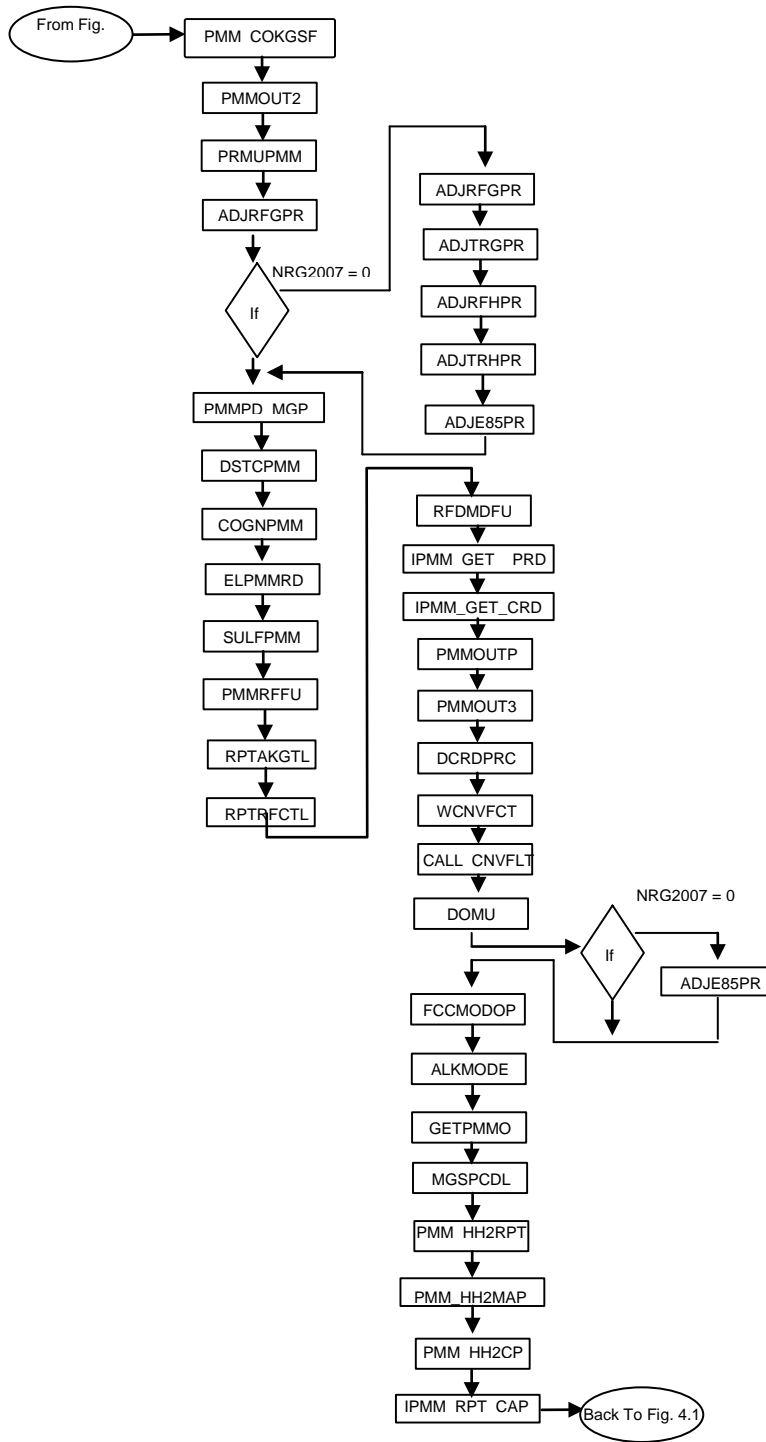 From Fig.
PMM COKGSF
PMMOUT2
PRMUPMM
ADJRFGPR
NRG2007 = 0
If
ADJRFGPR
ADJTRGPR
ADJRFHPR
ADJTRHPR
ADJE85PR
PMMPD MGP
DSTCPMM
COGNPMM
ELPMMRD
SULFPMM
PMMRFFU
RPTAKGTL
RPTRFCTL
RFDMDFU
IPMM GET PRD
IPMM_GET_CRD
PMMOUTP
PMMOUT3
DCRDPRC
WCNVFCT
CALL CNVFLT
DOMU
NRG2007 = 0
If
ADJE85PR
FCCMODOP
ALKMODE
GETPMMO
MGSPCDL
PMM HH2RPT
PMM_HH2MAP
PMM HH2CP
IPMM RPT CAP
Back To Fig. 4.1